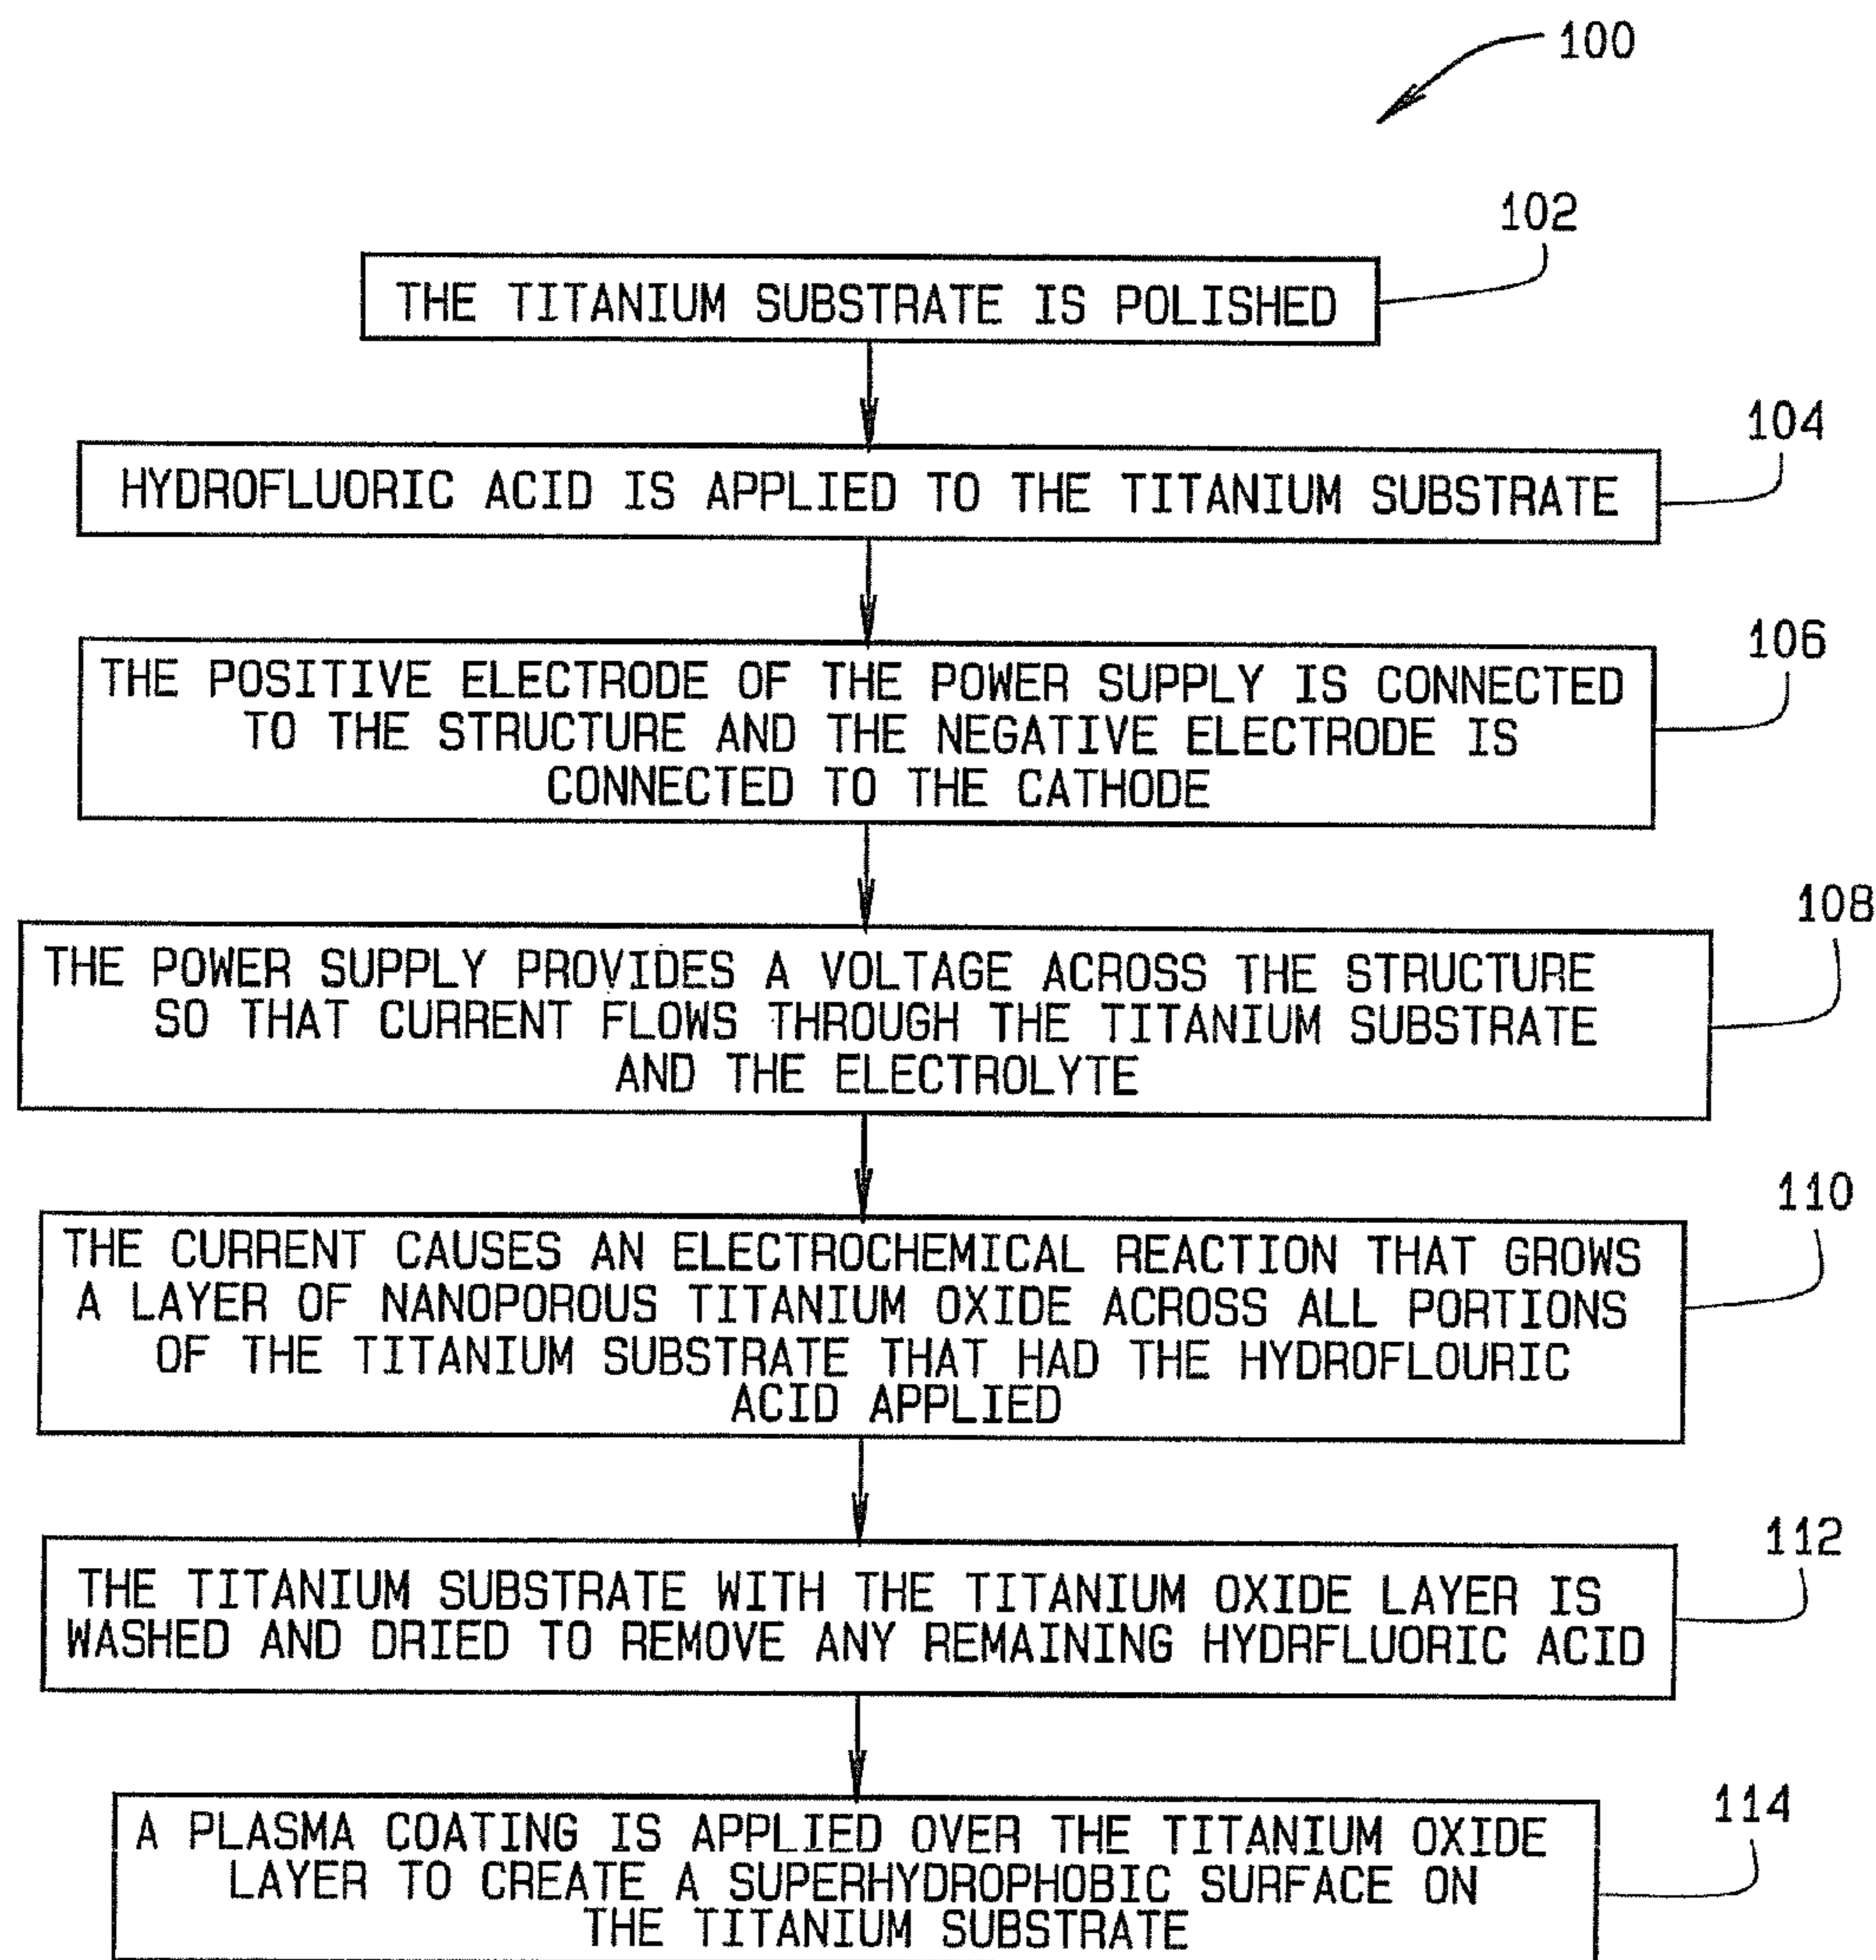 100
102
THE TITANIUM SUBSTRATE IS POLISHED
104
HYDROFLUORIC ACID IS APPLIED TO THE TITANIUM SUBSTRATE
106
THE POSITIVE ELECTRODE OF THE POWER SUPPLY IS CONNECTED
TO THE STRUCTURE AND THE NEGATIVE ELECTRODE IS
CONNECTED TO THE CATHODE
108
THE POWER SUPPLY PROVIDES A VOLTAGE ACROSS THE STRUCTURE
SO THAT CURRENT FLOWS THROUGH THE TITANIUM SUBSTRATE
AND THE ELECTROLYTE
110
THE CURRENT CAUSES AN ELECTROCHEMICAL REACTION THAT GROWS
A LAYER OF NANOPOROUS TITANIUM OXIDE ACROSS ALL PORTIONS
OF THE TITANIUM SUBSTRATE THAT HAD THE HYDROFLOURIC
ACID APPLIED
112
THE TITANIUM SUBSTRATE WITH THE TITANIUM OXIDE LAYER IS
WASHED AND DRIED TO REMOVE ANY REMAINING HYDRFLUORIC ACID
114
A PLASMA COATING IS APPLIED OVER THE TITANIUM OXIDE
LAYER TO CREATE A SUPERHYDROPHOBIC SURFACE ON
THE TITANIUM SUBSTRATE